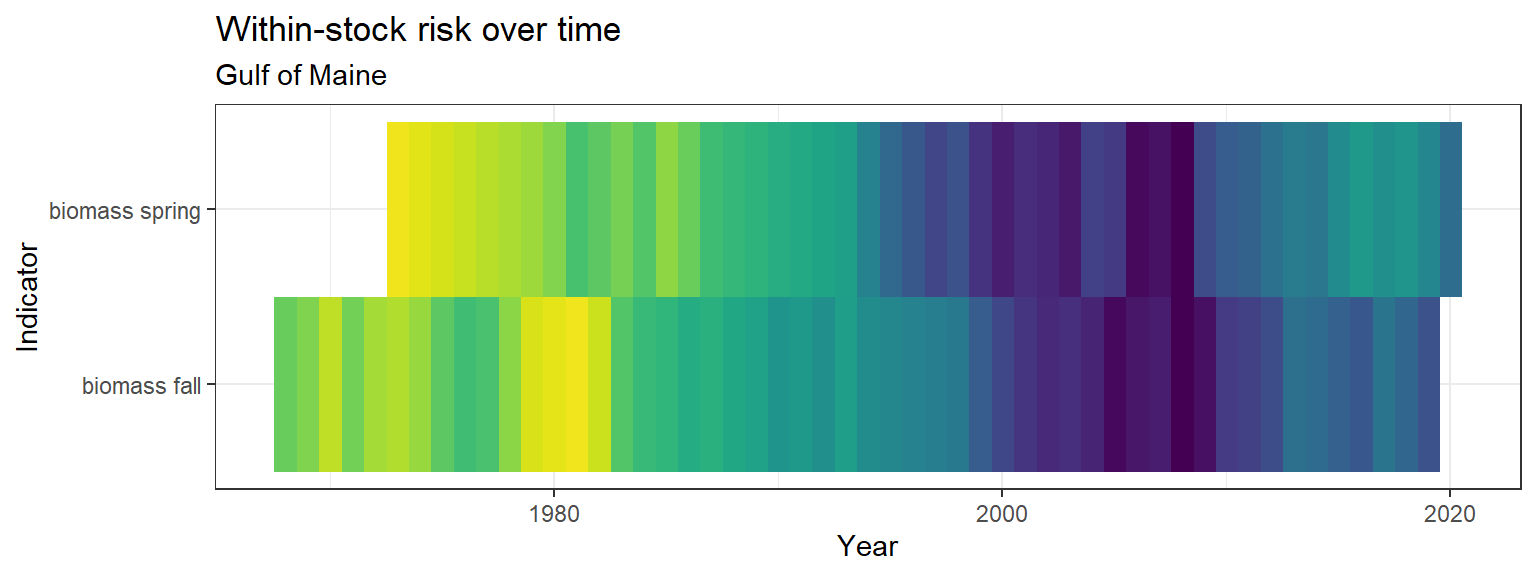 Within-stock risk over time
Gulf of Maine
Indicator
biomass spring
biomass fall
1980
2000
2020
Year